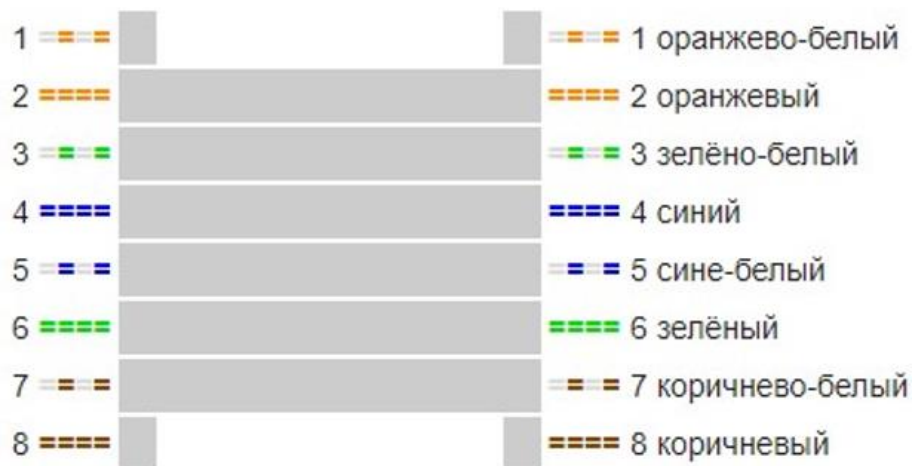 1 1 оранжево-белый
2 2 оранжевый
3 3 зелёно-белый
4 4 синий
5 5 сине-белый
6 6 зелёный
7 7 коричнево-белый
8 8 коричневый